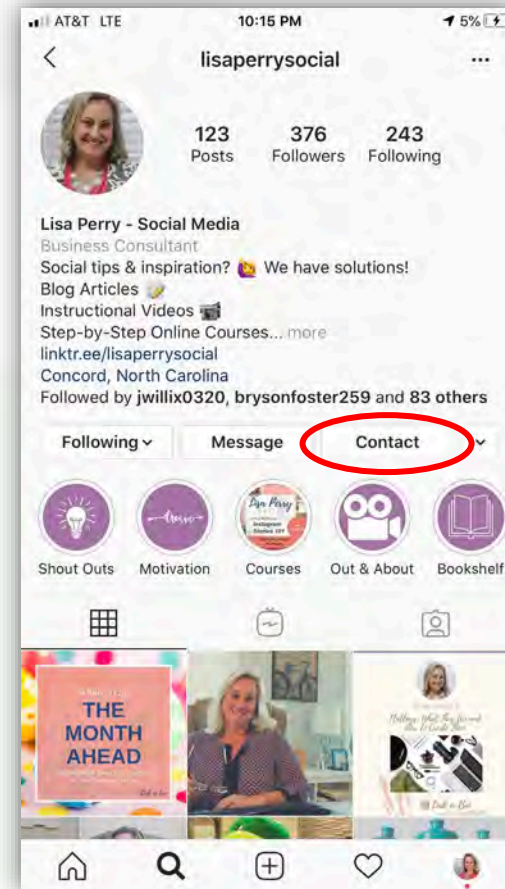 AT&T LTE 10:15 PM 5%
lisaperrysocial
123 376 243
Posts Followers Following
Lisa Perry - Social Media
Business Consultant
Social tips & inspiration? 🙋 We have solutions!
Blog Articles 📝
Instructional Videos 📹
Step-by-Step Online Courses... more
linktr.ee/lisaperrysocial
Concord, North Carolina
Followed by jwillix0320, brysonfoster259 and 83 others
Following Message Contact
Lisa Perry
Instagram
Shout Outs Motivation Courses Out & About Bookshelf
THE
MONTH
AHEAD